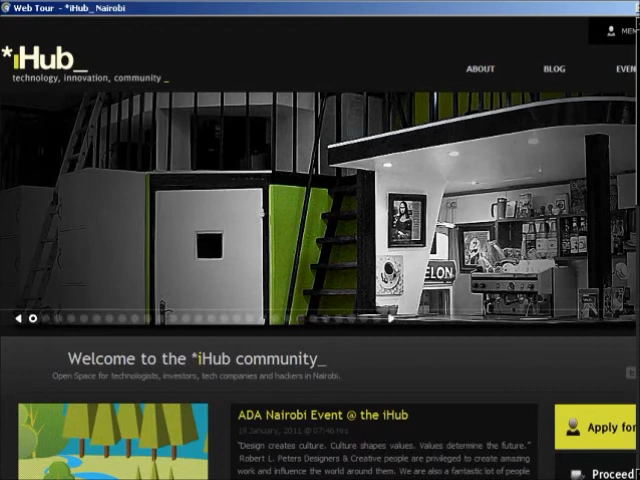 Web Tour - *iHub_ Nairobi
MEM
*iHub_
technology, innovation, community _
ABOUT
BLOG
EVEN
ELON
Welcome to the *iHub community_
Open Space for technologists, investors, tech companies and hackers in Nairobi.
ADA Nairobi Event @ the iHub
19 January, 2011 @ 07:46 Hrs
"Design creates culture. Culture shapes values. Values determine the future."
Robert L. Peters Designers & Creative people are privileged to create amazing
work and influence the world around them. We are also a fantastic lot of people
Apply for
Proceed